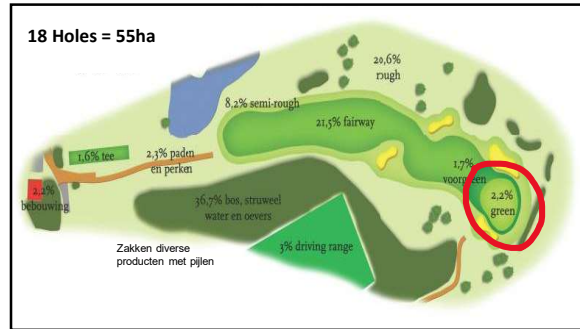 18 Holes = 55ha
20,6%
rough
8,2% semi-rough
21,5% fairway
1,6% tee
2,3% paden
en perken
1,7%
voorgreen
2,2%
green
2,2%
bebouwing
36,7% bos, struweel
water en oevers
3% driving range
Zakken diverse
producten met pijlen